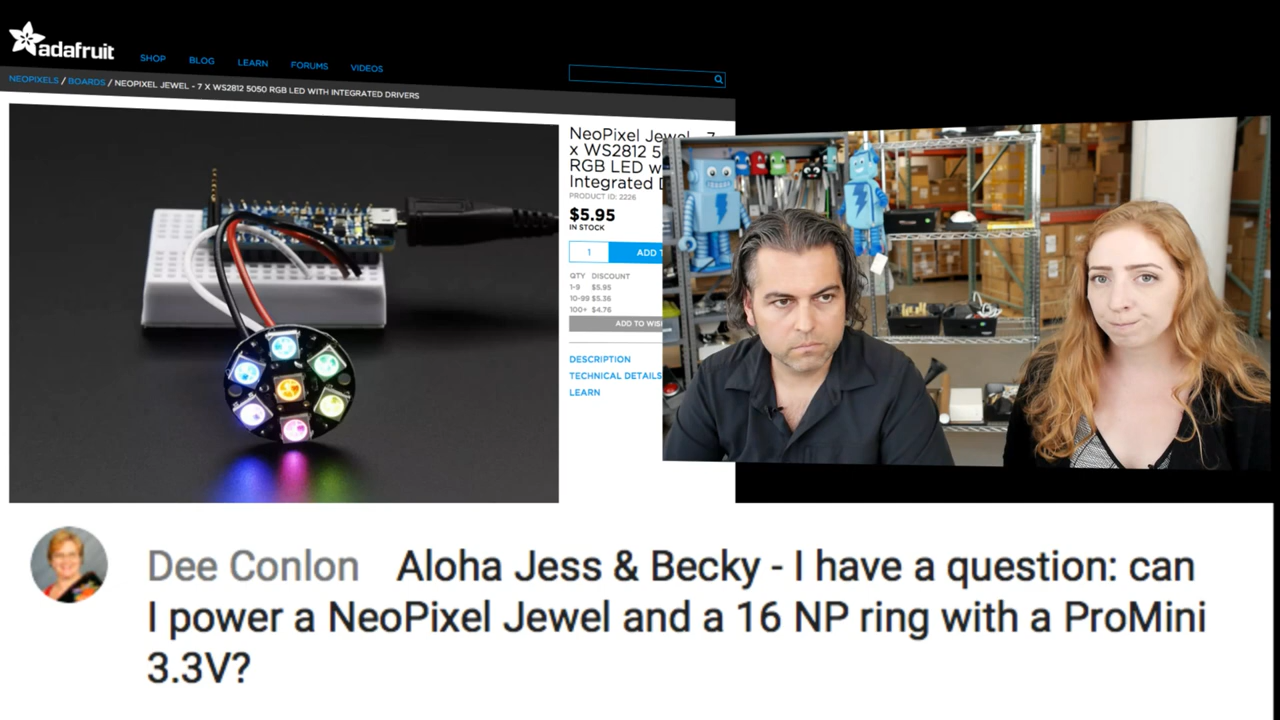 adafruit
SHOP BLOG LEARN FORUMS VIDEOS
NEOPIXELS / BOARDS / NEOPIXEL JEWEL - 7 X WS2812 5050 RGB LED WITH INTEGRATED DRIVERS
NeoPixel Jewel - 7
x WS2812 5
RGB LED w
Integrated D
PRODUCT ID: 2226
$5.95
IN STOCK
1 ADD T
QTY DISCOUNT
1-9 $5.95
10-99 $5.36
100+ $4.76
ADD TO WISH
DESCRIPTION
TECHNICAL DETAILS
LEARN
Dee Conlon Aloha Jess & Becky - I have a question: can
I power a NeoPixel Jewel and a 16 NP ring with a ProMini
3.3V?